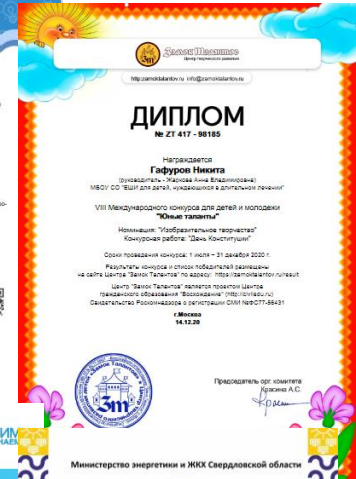 Замок Талантов
Центр творческого развития
http:zamoktalantov.ru info@zamoktalantov.ru
ДИПЛОМ
№ ZT 417 - 98185
Награждается
Гафуров Никита
(руководитель - Жаркова Анна Владимировна)
МБОУ СО "ЕШИ для детей, нуждающихся в длительном лечении"
VIII Международного конкурса для детей и молодежи
"Юные таланты"
Номинация: "Изобразительное творчество"
Конкурсная работа: "День Конституции"
Сроки проведения конкурса: 1 июля – 31 декабря 2020 г.
Результаты конкурса и список победителей размещены
на сайте Центра "Замок Талантов" по адресу: https://zamoktalantov.ru/result
Центр "Замок Талантов" является проектом Центра
гражданского образования "Восхождение" (http://civiledu.ru)
Свидетельство Роскомнадзора о регистрации СМИ №ФС77-56431
г.Москва
14.12.20
Председатель орг. комитета
Красина А.С.
Зт
Министерство энергетики и ЖКХ Свердловской области